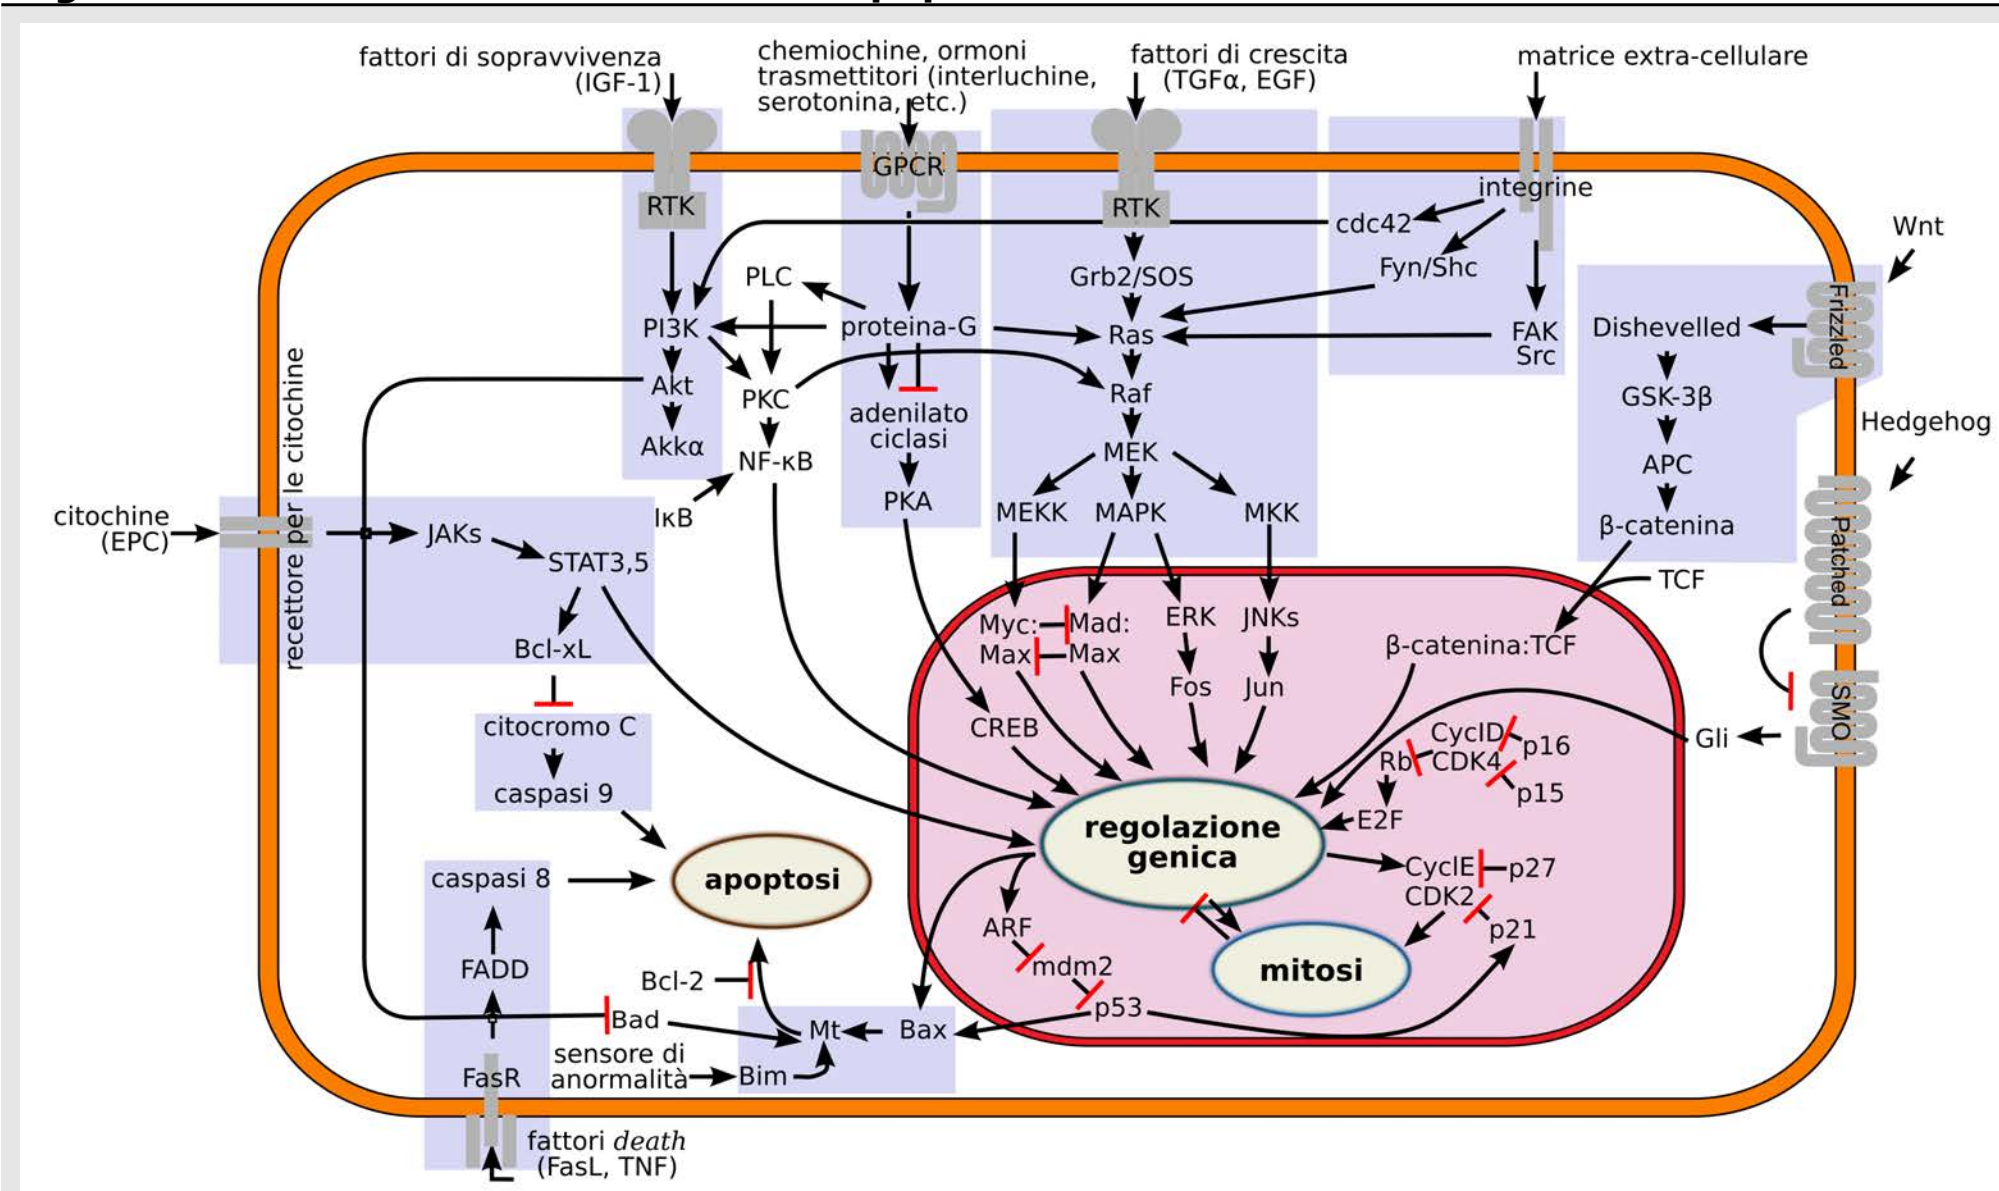 fattori di sopravvivenza
(IGF-1)
chemiochine, ormoni
trasmettitori (interluchine,
serotonina, etc.)
fattori di crescita
(TGFα, EGF)
matrice extra-cellulare
RTK
GPCR
RTK
integrine
cdc42
Fyn/Shc
Wnt
Frizzled
PLC
Grb2/SOS
PI3K
proteina-G
Ras
FAK
Src
Dishevelled
Akt
PKC
adenilato
ciclasi
Raf
GSK-3β
Hedgehog
Akkα
NF-κB
MEK
APC
IκB
PKA
MEKK
MAPK
MKK
β-catenina
Patched
citochine
(EPC)
recettore per le citochine
JAKs
STAT3,5
TCF
Bcl-xL
Myc:
Mad:
Max
Max
ERK
JNKs
β-catenina:TCF
Fos
Jun
SMO
citocromo C
CREB
CyclD
CDK4
p16
Rb
Gli
caspasi 9
p15
E2F
regolazione
genica
caspasi 8
apoptosi
CyclE
CDK2
p27
ARF
p21
FADD
Bcl-2
mdm2
mitosi
Bad
Mt
Bax
p53
sensore di
anormalità
Bim
FasR
fattori death
(FasL, TNF)